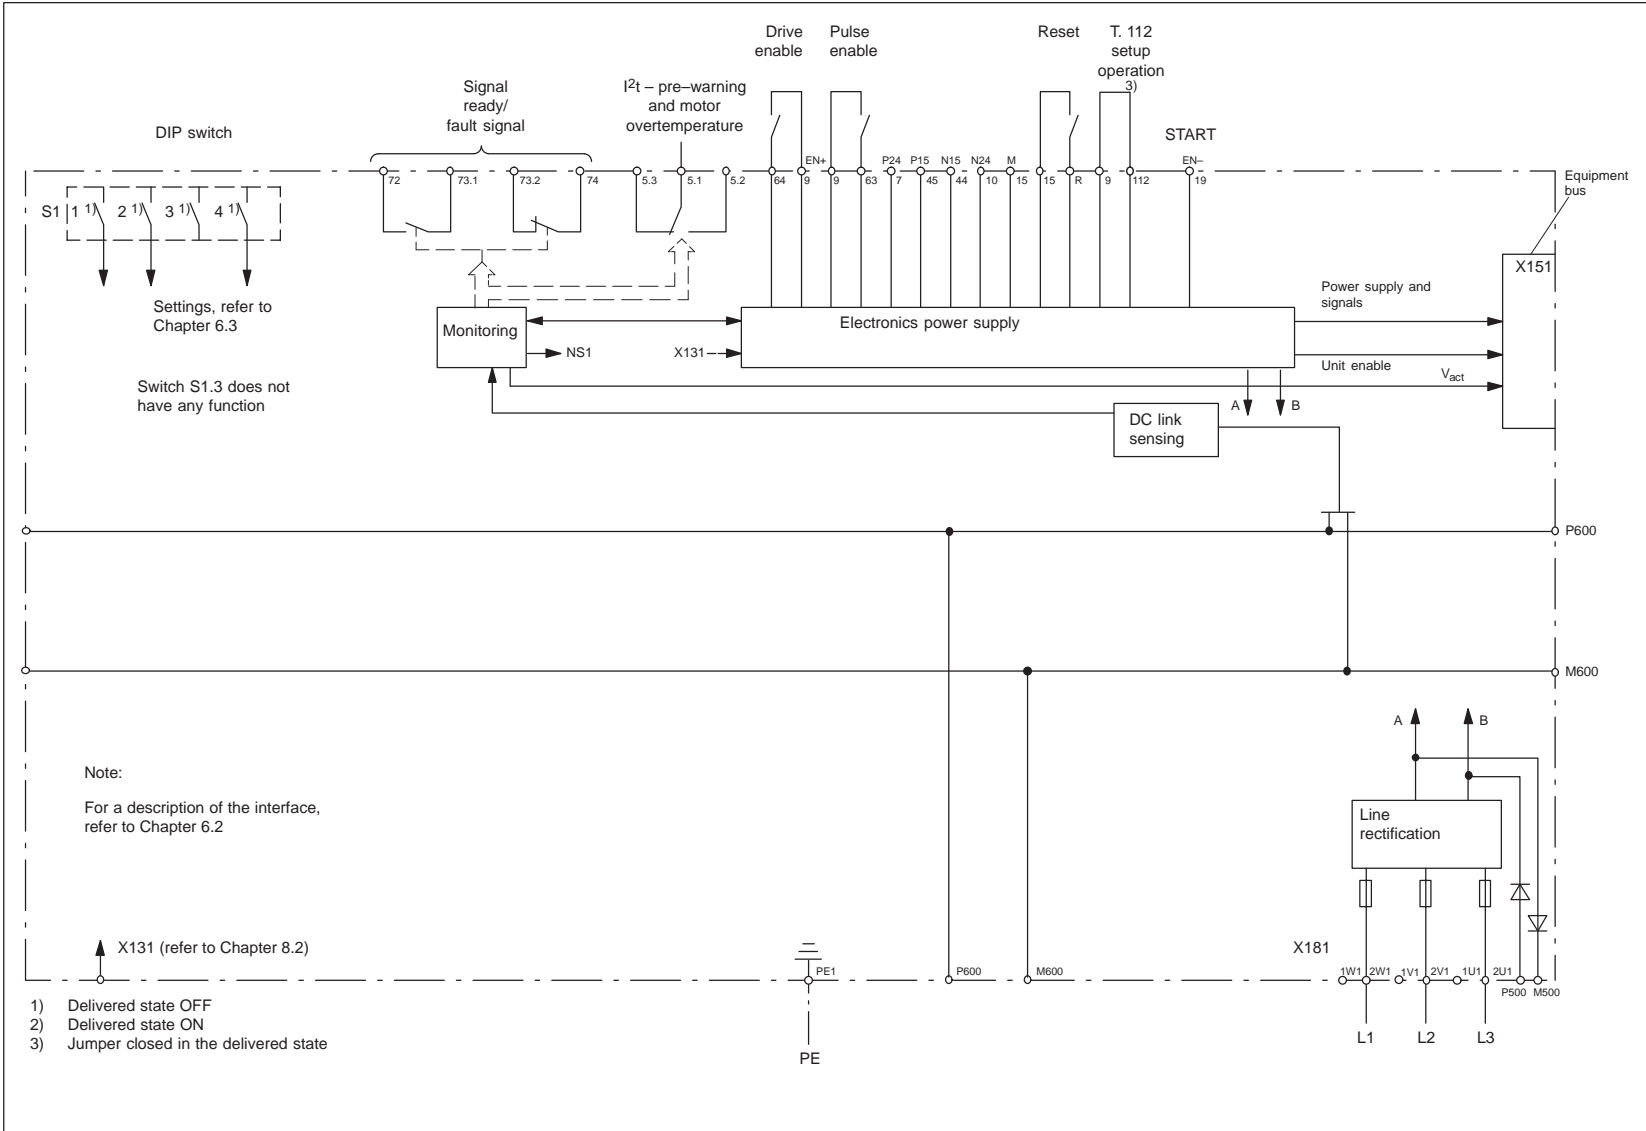 Drive
enable
Pulse
enable
Reset
T. 112
setup
operation
3)
Signal
ready/
fault signal
I2t – pre–warning
and motor
overtemperature
DIP switch
START
72
73.1
73.2
74
5.3
5.1
5.2
64
EN+
9
9
63
P24
7
P15
45
N15
44
N24
10
M
15
15
R
9
112
EN–
19
Equipment
bus
S1
1 1)
2 1)
3 1)
4 1)
X151
Settings, refer to
Chapter 6.3
Monitoring
NS1
X131
Electronics power supply
Power supply and
signals
Unit enable
Vact
Switch S1.3 does not
have any function
A
B
DC link
sensing
P600
M600
A
B
Note:
For a description of the interface,
refer to Chapter 6.2
Line
rectification
X131 (refer to Chapter 8.2)
X181
PE1
P600
M600
1W1
2W1
1V1
2V1
1U1
2U1
P500
M500
1) Delivered state OFF
2) Delivered state ON
3) Jumper closed in the delivered state
PE
L1
L2
L3